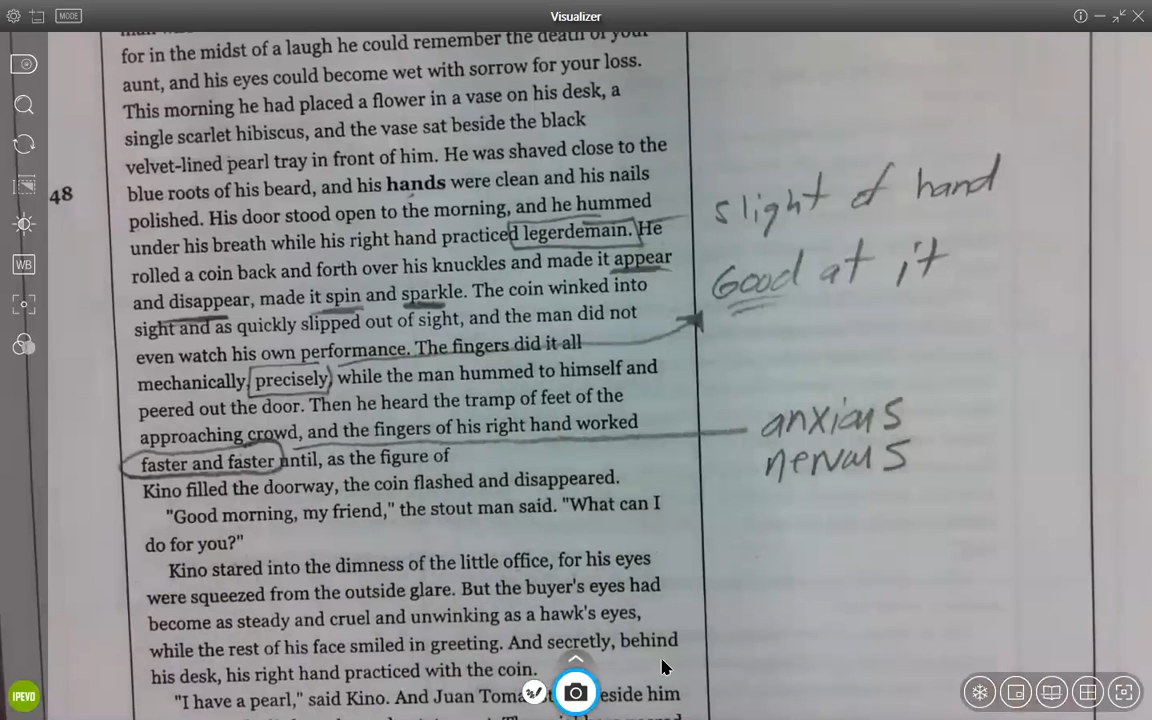 MODE
Visualizer
for in the midst of a laugh he could remember the death of your
aunt, and his eyes could become wet with sorrow for your loss.
This morning he had placed a flower in a vase on his desk, a
single scarlet hibiscus, and the vase sat beside the black
velvet-lined pearl tray in front of him. He was shaved close to the
48
blue roots of his beard, and his hands were clean and his nails
polished. His door stood open to the morning, and he hummed
under his breath while his right hand practiced legerdemain. He
rolled a coin back and forth over his knuckles and made it appear
and disappear, made it spin and sparkle. The coin winked into
sight and as quickly slipped out of sight, and the man did not
even watch his own performance. The fingers did it all
mechanically, precisely, while the man hummed to himself and
peered out the door. Then he heard the tramp of feet of the
approaching crowd, and the fingers of his right hand worked
faster and faster until, as the figure of
Kino filled the doorway, the coin flashed and disappeared.
"Good morning, my friend," the stout man said. "What can I
do for you?"
Kino stared into the dimness of the little office, for his eyes
were squeezed from the outside glare. But the buyer's eyes had
become as steady and cruel and unwinking as a hawk's eyes,
while the rest of his face smiled in greeting. And secretly, behind
his desk, his right hand practiced with the coin.
"I have a pearl," said Kino. And Juan beside him
slight of hand
Good at it
anxious
nervous
WB
IPEVO